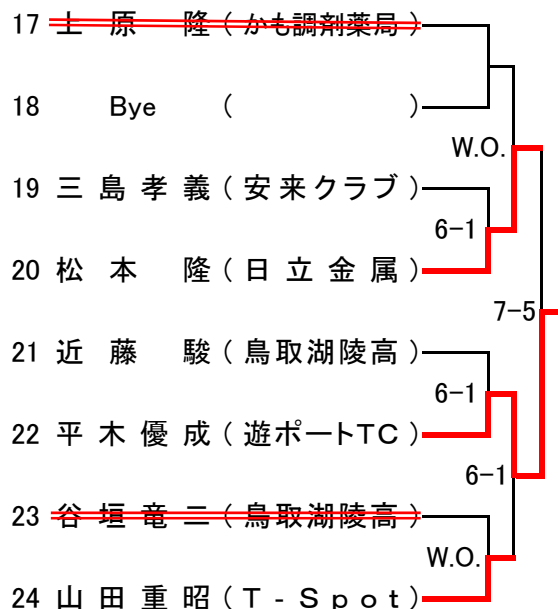 17 土原 隆(かも調剤薬局)
18 Bye ( )
W.O.
19 三島孝義(安来クラブ)
6-1
20 松本 隆(日立金属)
7-5
21 近藤 駿(鳥取湖陵高)
6-1
22 平木優成(遊ポートTC)
6-1
23 谷垣竜二(鳥取湖陵高)
W.O.
24 山田重昭(T-Spot)